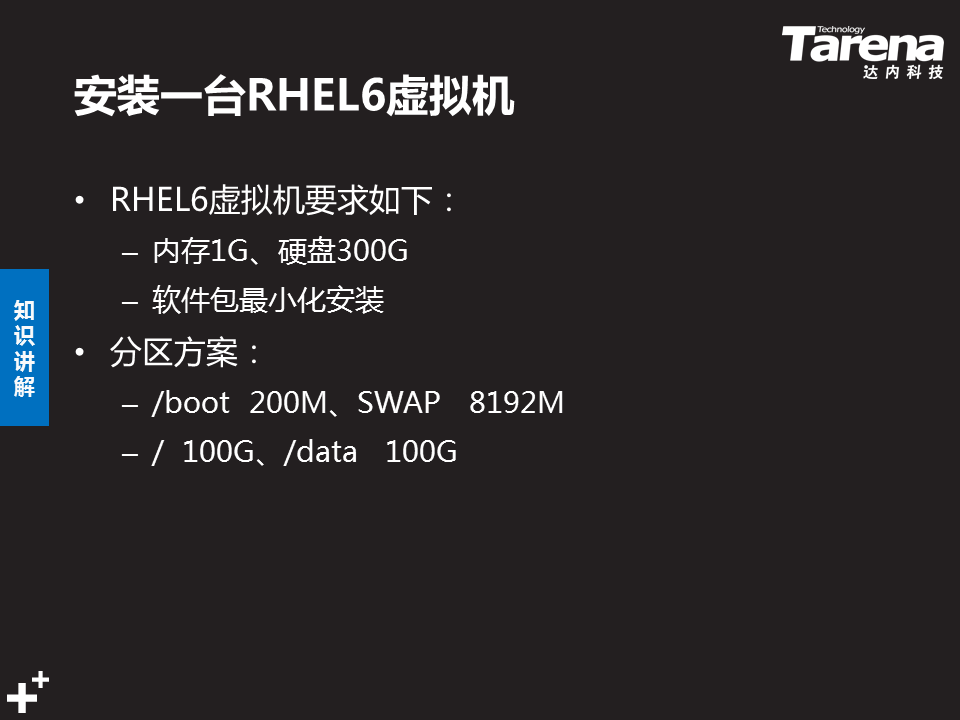 Technology
Tarena
达内科技
安装一台RHEL6虚拟机
• RHEL6虚拟机要求如下：
– 内存1G、硬盘300G
– 软件包最小化安装
知识讲解
• 分区方案：
– /boot 200M、SWAP 8192M
– / 100G、/data 100G